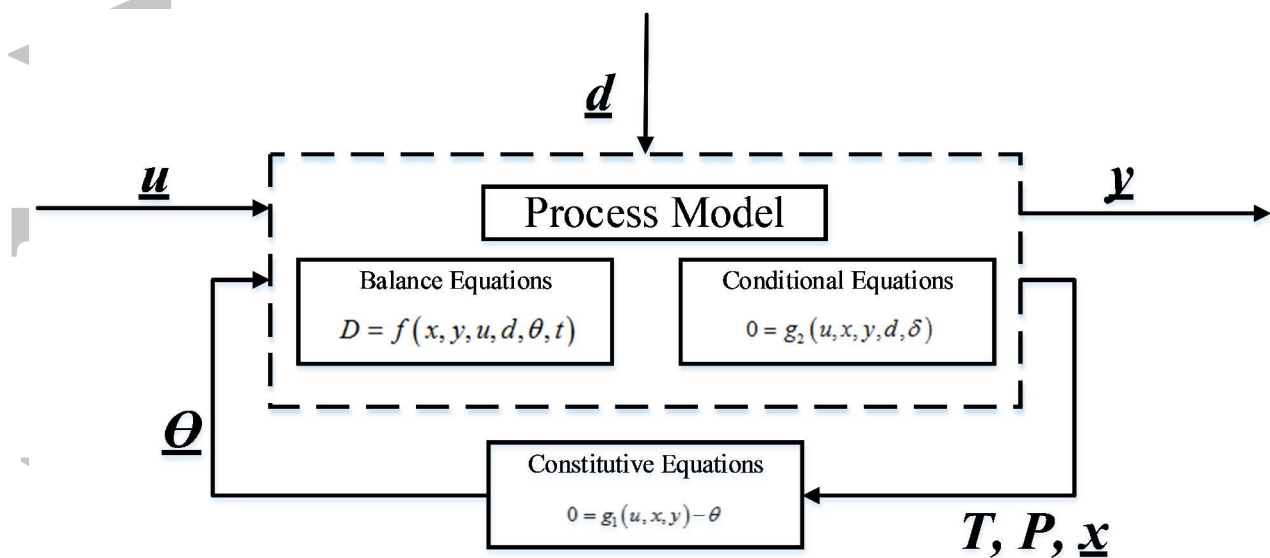 d
u
y
Process Model
Balance Equations
D = f(x, y, u, d, θ, t)
Conditional Equations
0 = g₂(u, x, y, d, δ)
Θ
Constitutive Equations
0 = g₁(u, x, y) − θ
T, P, x